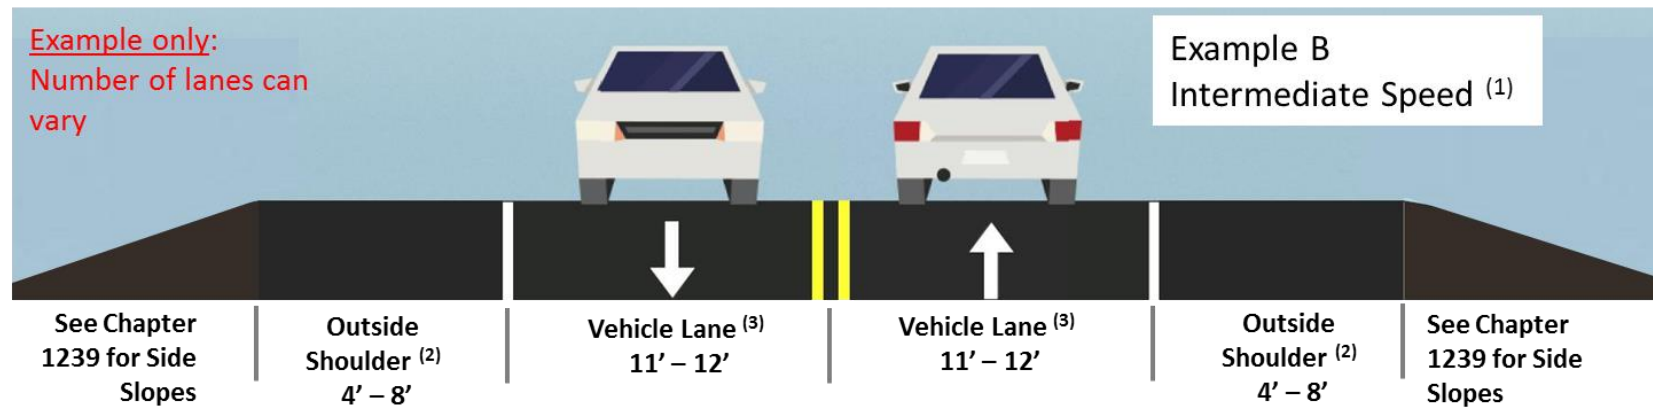 Example only:
Number of lanes can
vary
Example B
Intermediate Speed (1)
See Chapter
1239 for Side
Slopes
Outside
Shoulder (2)
4’ – 8’
Vehicle Lane (3)
11’ – 12’
Vehicle Lane (3)
11’ – 12’
Outside
Shoulder (2)
4’ – 8’
See Chapter
1239 for Side
Slopes